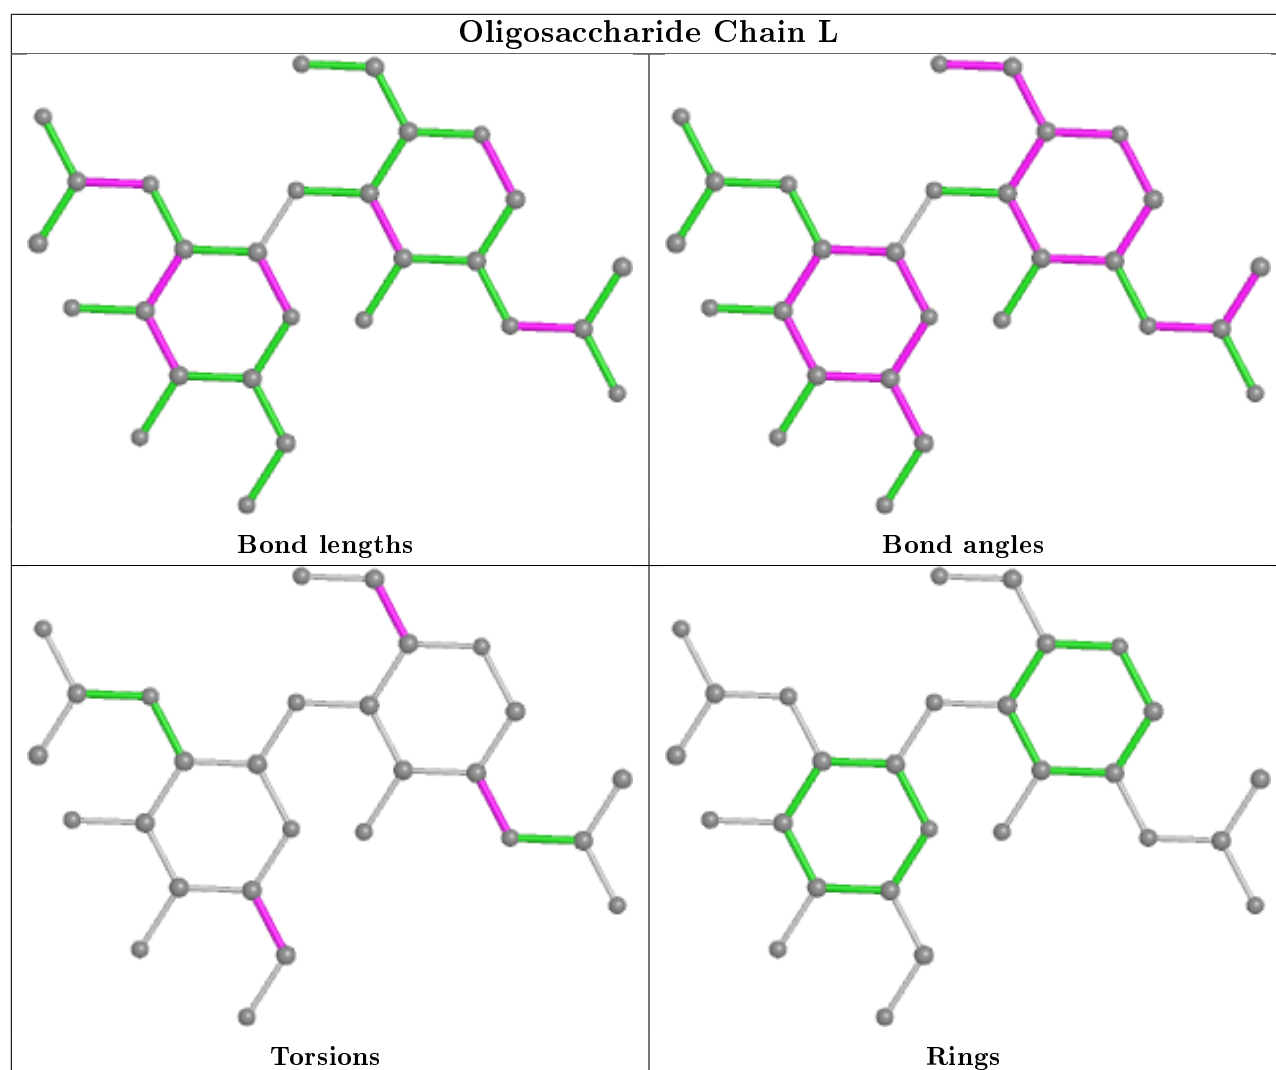 Oligosaccharide Chain L
Bond lengths
Bond angles
Torsions
Rings